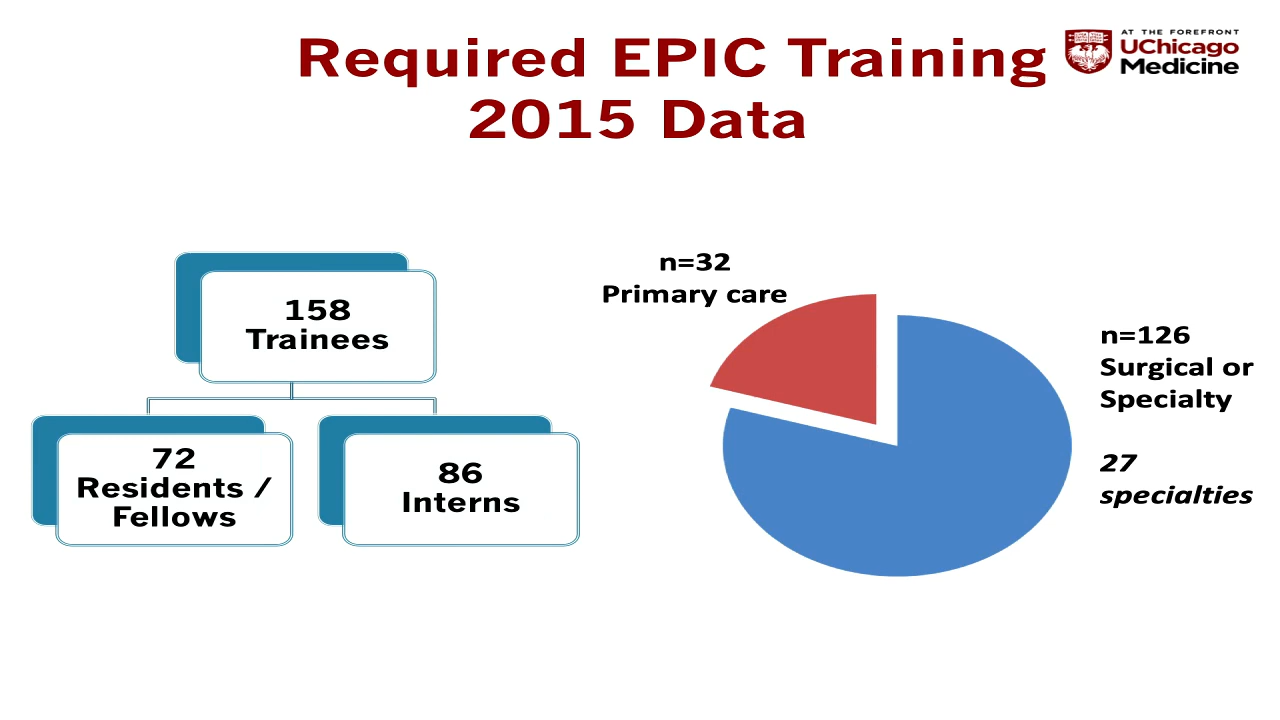 Required EPIC Training
2015 Data
AT THE FOREFRONT
UChicago
Medicine
158
Trainees
72
Residents /
Fellows
86
Interns
n=32
Primary care
n=126
Surgical or
Specialty
27
specialties